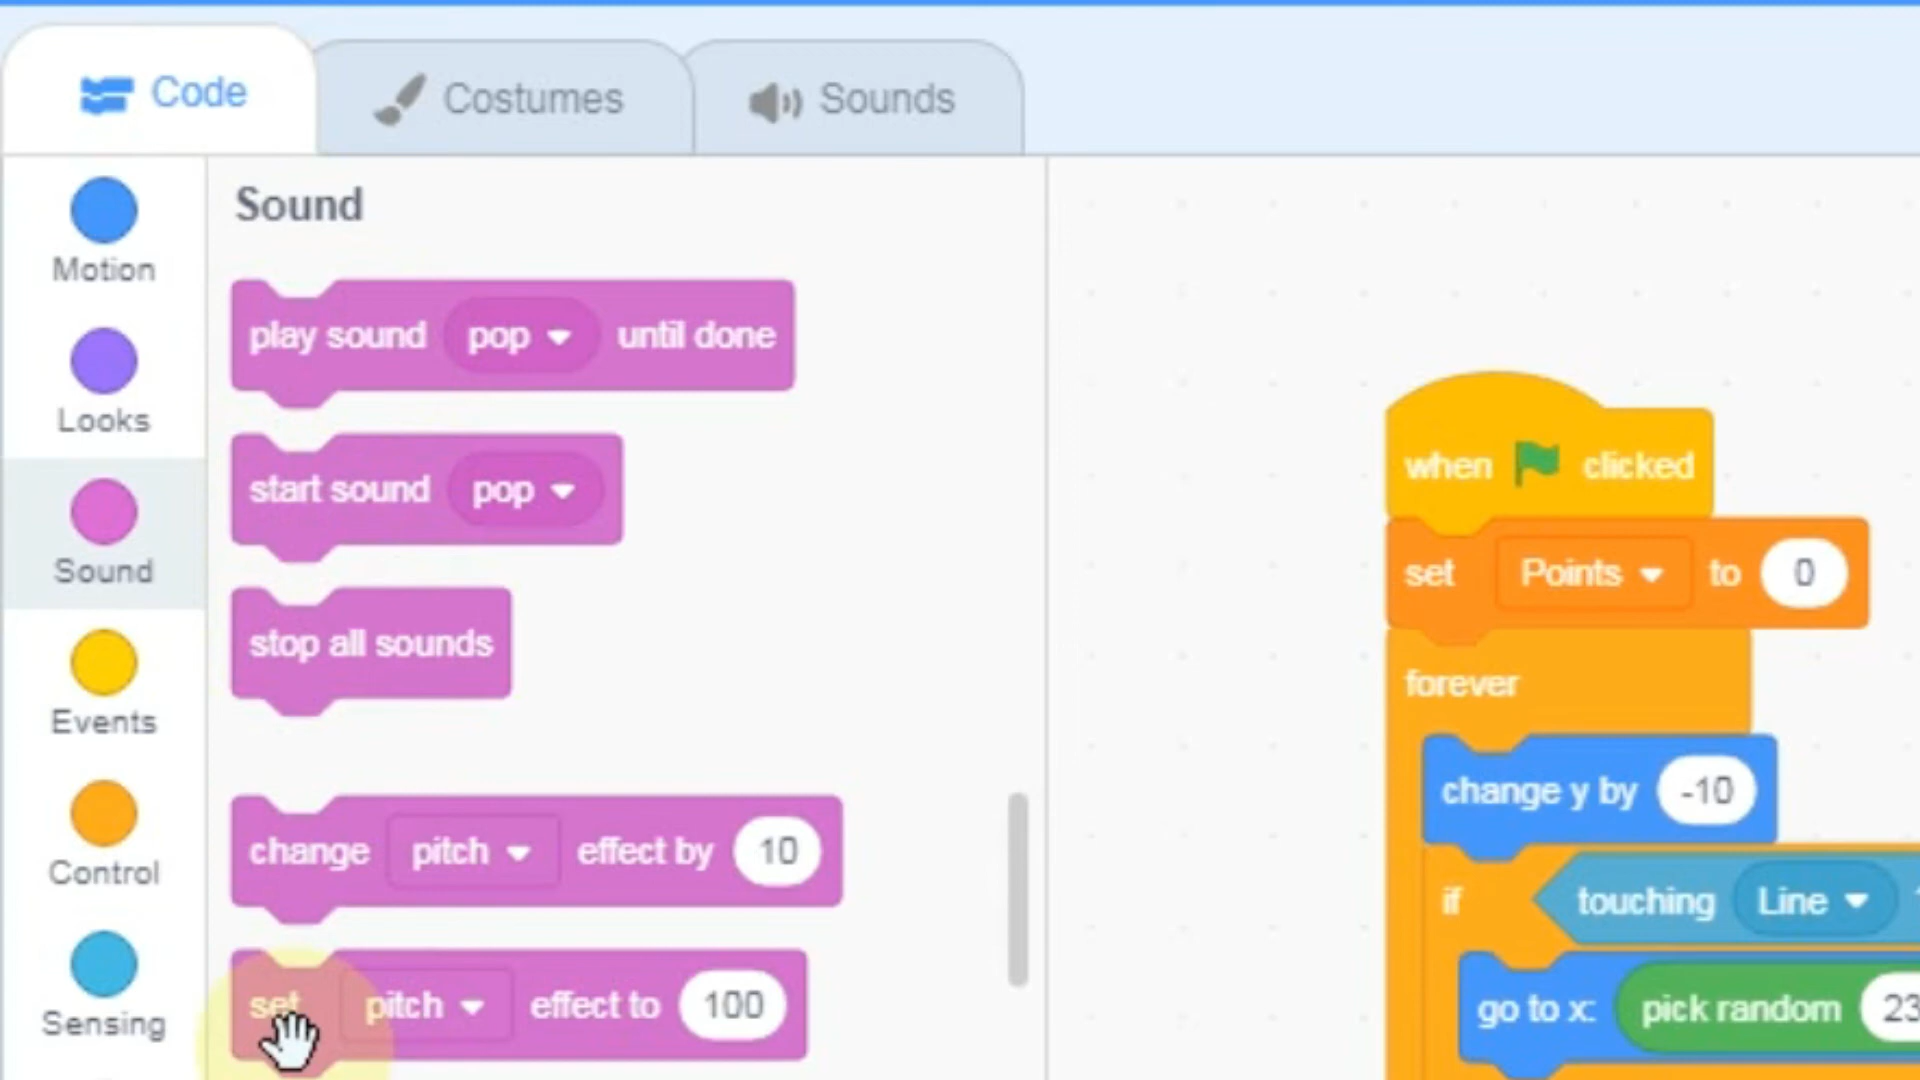 Code
Costumes
Sounds
Motion
Looks
Sound
Events
Control
Sensing
Sound
play sound pop until done
start sound pop
stop all sounds
change pitch effect by 10
set pitch effect to 100
when clicked
set Points to 0
forever
change y by -10
if touching Line
go to x: pick random 23